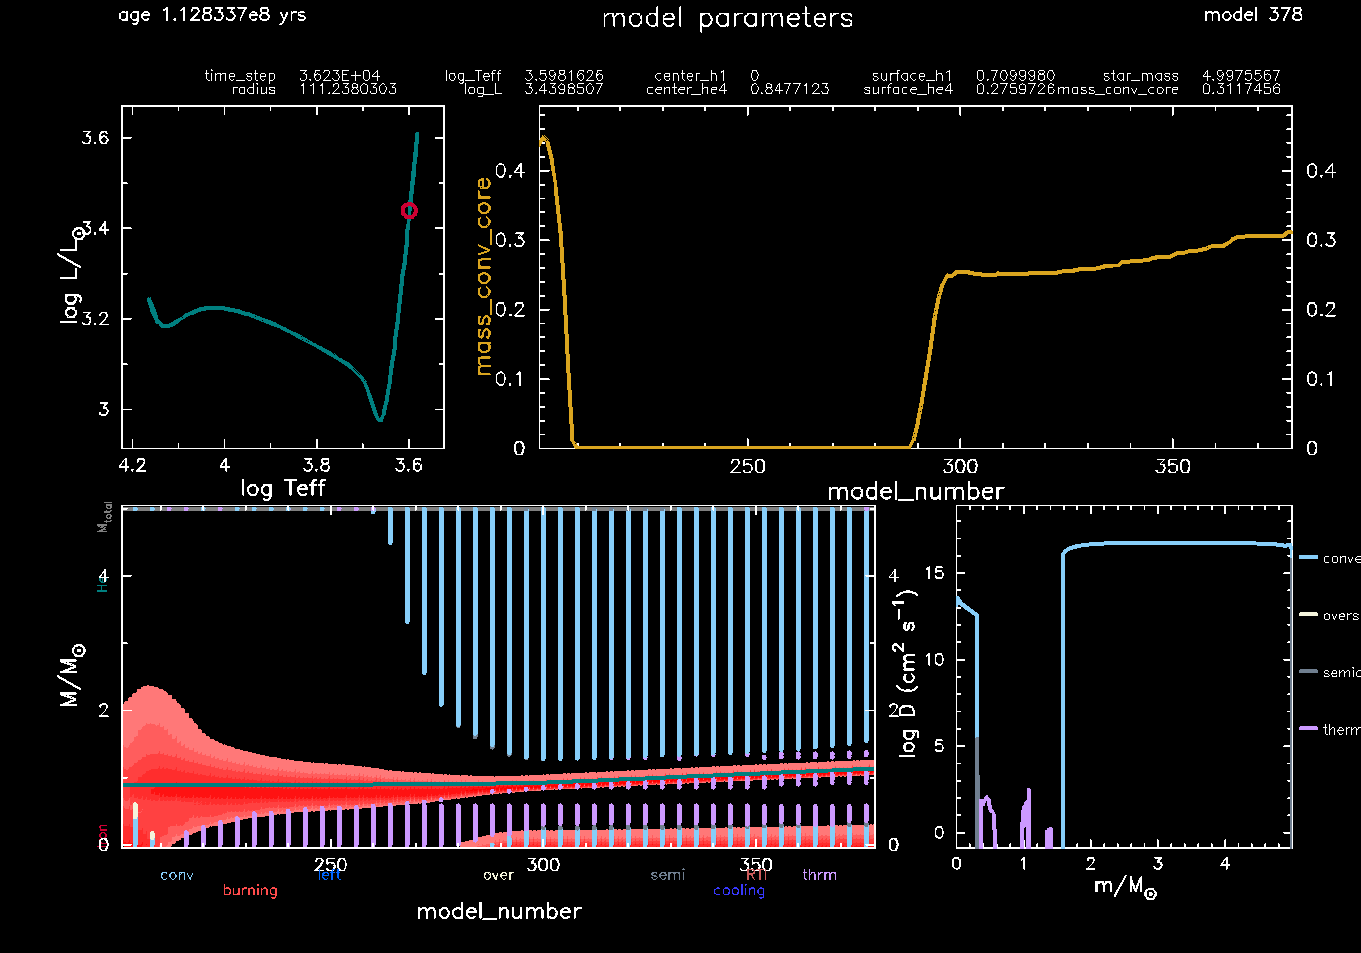 age 1.128337e8 yrs model parameters model 378
time_step 3.623E+04 log_Teff 3.5981626 center_h1 0 surface_h1 0.7099980 star_mass 4.9975567
radius 111.2380303 log_L 3.4398507 center_he4 0.8477123 surface_he4 0.2759726 mass_conv_core 0.3117456
log L/L☉
3.6
3.4
3.2
3
4.2 4 3.8 3.6
log Teff
mass_conv_core
0.4 0.4
0.3 0.3
0.2 0.2
0.1 0.1
0 0
250 300 350
model_number
M/M☉
Mtotal
He
4 4
2 2
0 0
250 300 350
conv left over semi RTI thrm
burning cooling
model_number
log D (cm² s⁻¹)
15
10
5
0
0 1 2 3 4
m/M☉
conve
overs
semic
therm